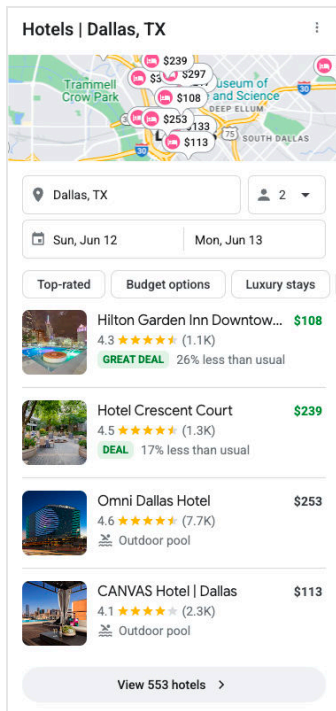 Hotels | Dallas, TX
$239
$297
Trammell
Crow Park
useum of
and Science
$108
DEEP ELLUM
30
$253
133
75
SOUTH DALLAS
$113
30
Dallas, TX
2
Sun, Jun 12
Mon, Jun 13
Top-rated
Budget options
Luxury stays
Hilton Garden Inn Downtow... $108
4.3 (1.1K)
GREAT DEAL 26% less than usual
Hotel Crescent Court $239
4.5 (1.3K)
DEAL 17% less than usual
Omni Dallas Hotel $253
4.6 (7.7K)
Outdoor pool
CANVAS Hotel | Dallas $113
4.1 (2.3K)
Outdoor pool
View 553 hotels >